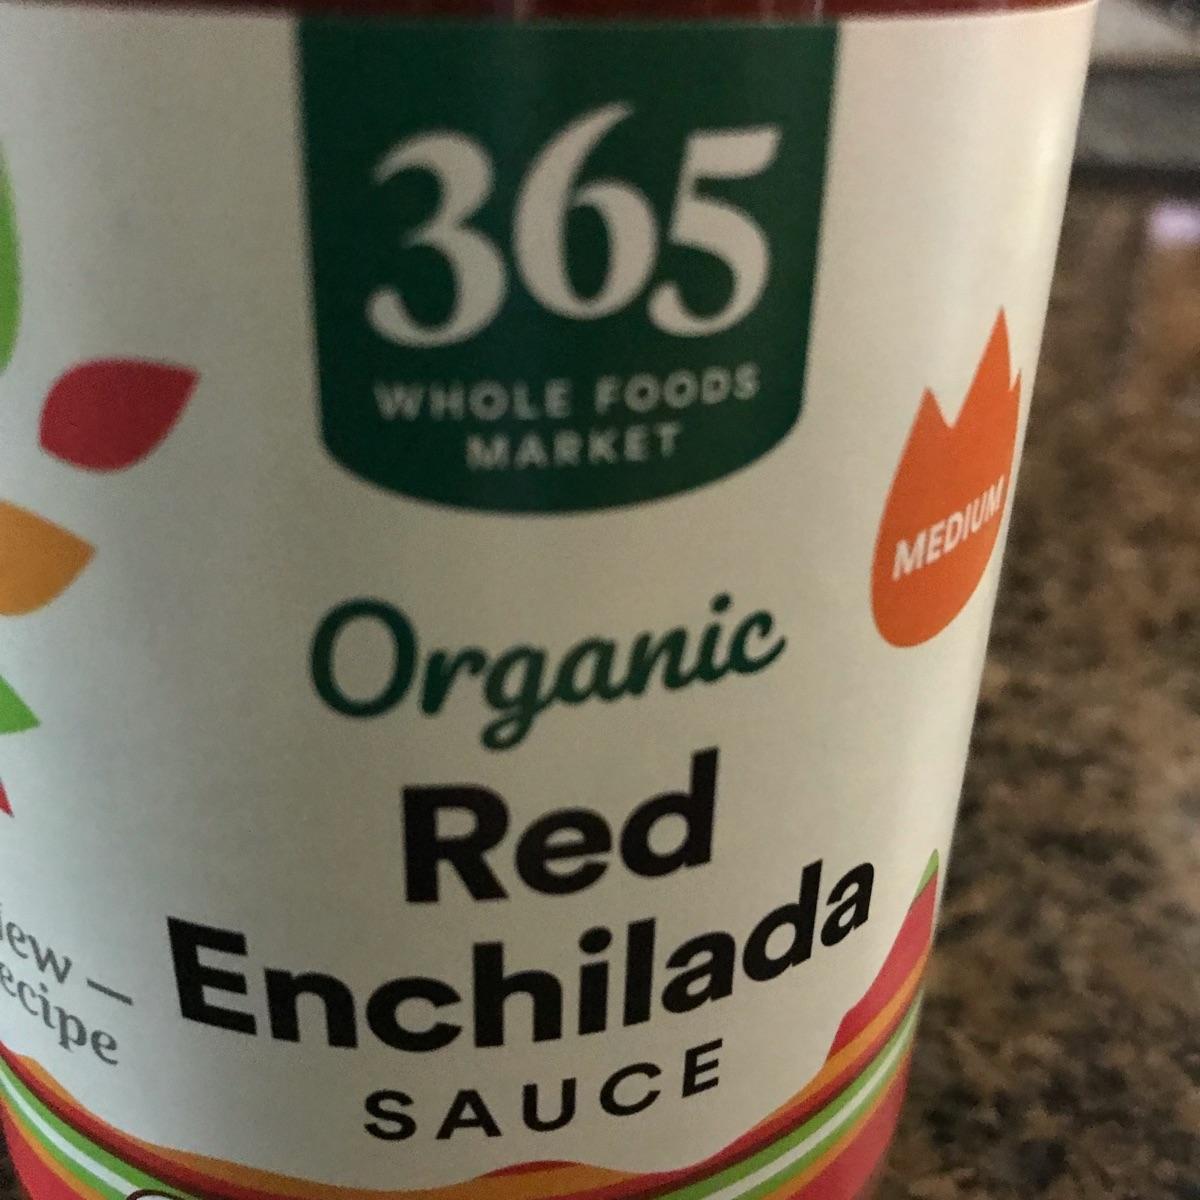 365
WHOLE FOODS
MARKET
MEDIUM
Organic
Red
Enchilada
SAUCE